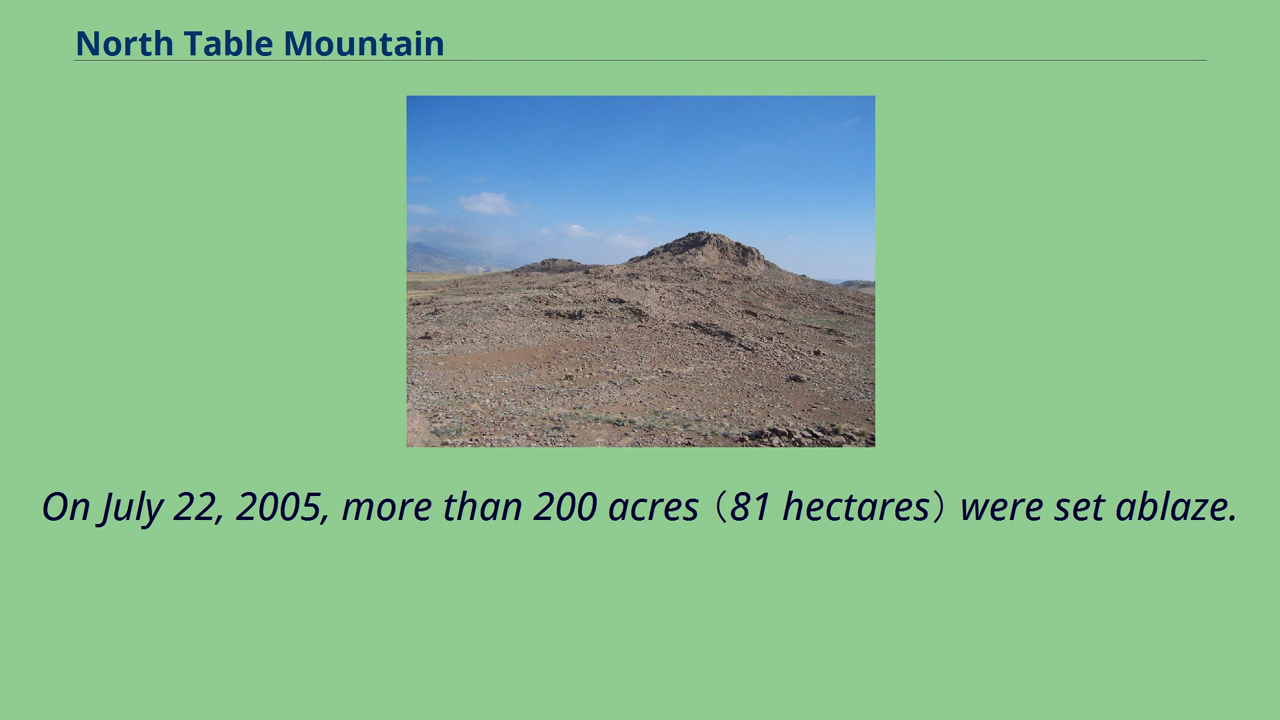 North Table Mountain
On July 22, 2005, more than 200 acres（81 hectares）were set ablaze.